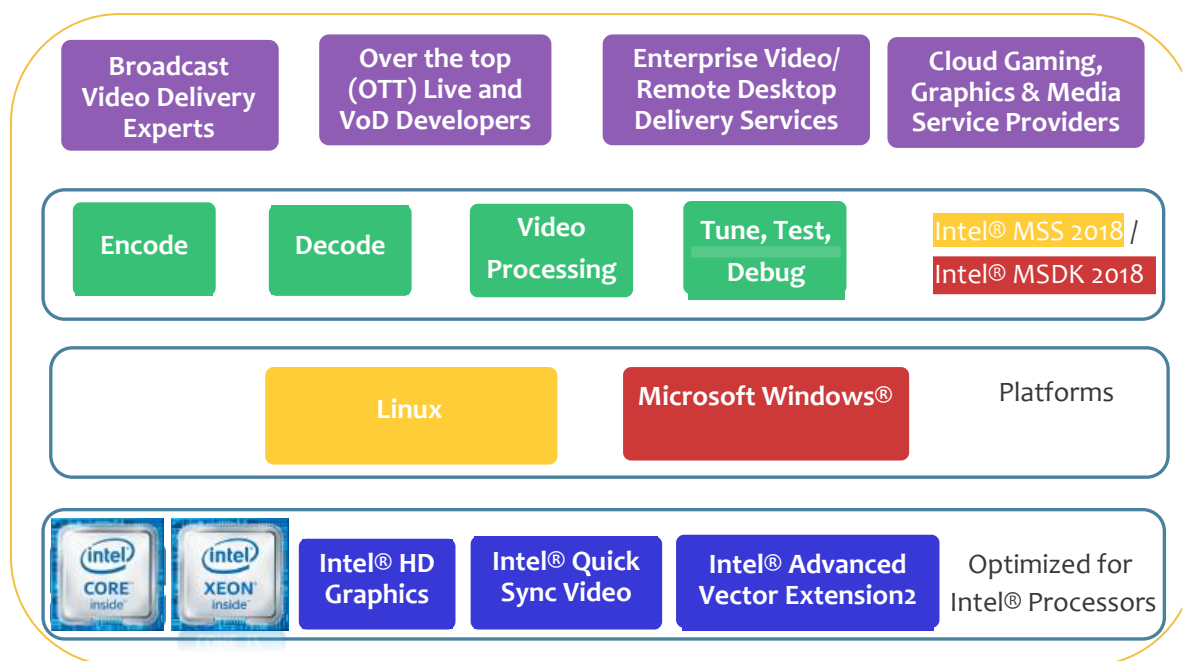 Broadcast
Video Delivery
Experts
Over the top
(OTT) Live and
VoD Developers
Enterprise Video/
Remote Desktop
Delivery Services
Cloud Gaming,
Graphics & Media
Service Providers
Encode
Decode
Video
Processing
Tune, Test,
Debug
Intel® MSS 2018 /
Intel® MSDK 2018
Linux
Microsoft Windows®
Platforms
intel
CORE™
inside™
intel
XEON®
inside™
Intel® HD
Graphics
Intel® Quick
Sync Video
Intel® Advanced
Vector Extension2
Optimized for
Intel® Processors